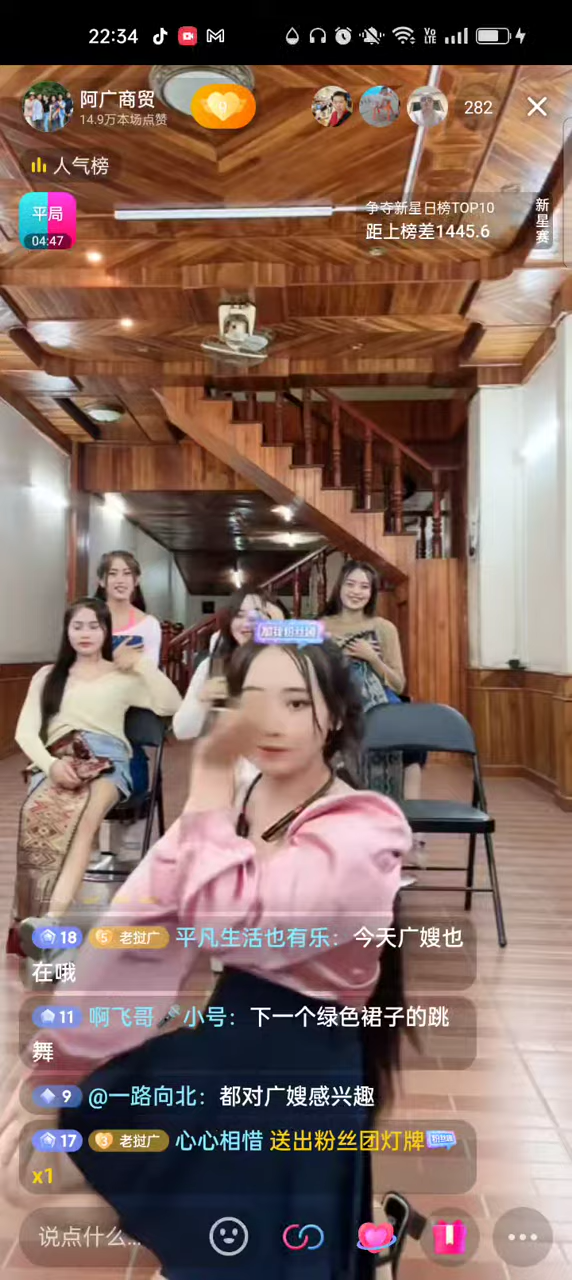 22:34
Vo LTE
阿广商贸
14.9万本场点赞
282
人气榜
平局
04:47
争夺新星日榜TOP10
距上榜差1445.6
新星赛
18 5 老挝广 平凡生活也有乐：今天广嫂也
在哦
11 啊飞哥🎤小号：下一个绿色裙子的跳
舞
9 @一路向北：都对广嫂感兴趣
17 3 老挝广 心心相惜 送出粉丝团灯牌
x1
说点什么...